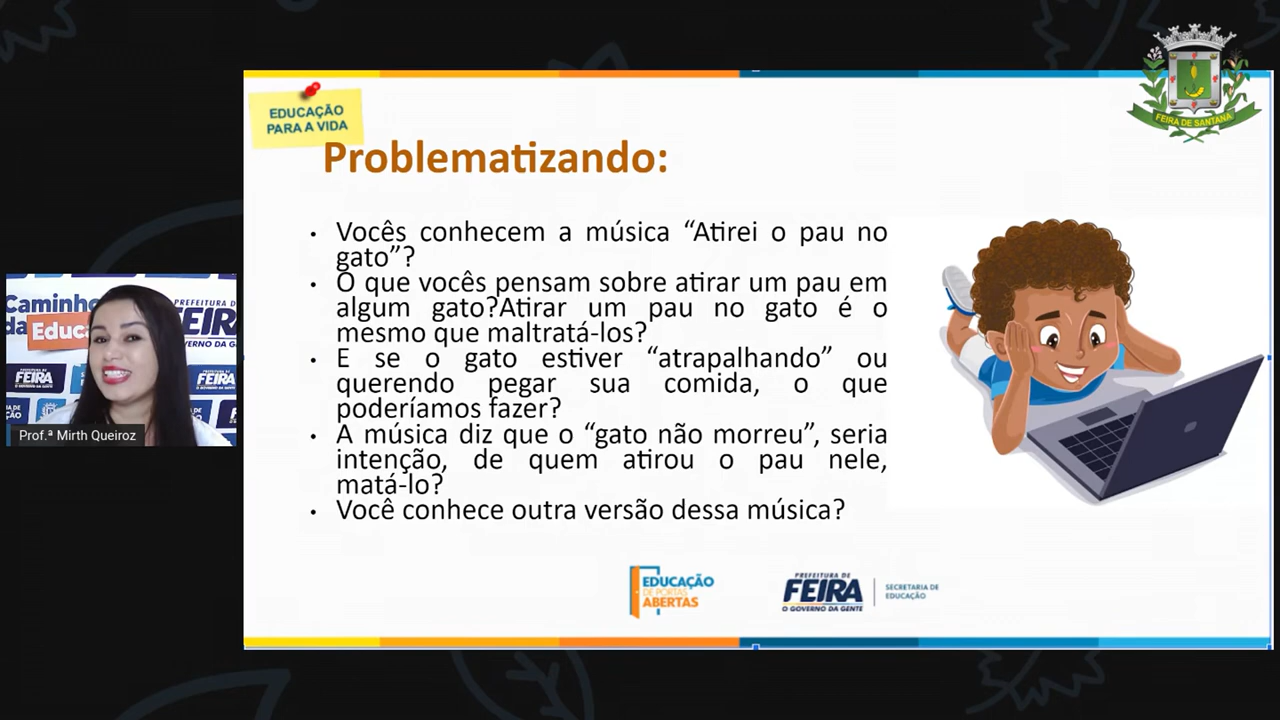 FEIRA DE SANTANA
EDUCAÇÃO
PARA A VIDA
Problematizando:
• Vocês conhecem a música “Atirei o pau no
gato”?
• O que vocês pensam sobre atirar um pau em
algum gato?Atirar um pau no gato é o
mesmo que maltratá-los?
• E se o gato estiver “atrapalhando” ou
querendo pegar sua comida, o que
poderíamos fazer?
• A música diz que o “gato não morreu”, seria
intenção, de quem atirou o pau nele,
matá-lo?
• Você conhece outra versão dessa música?
Caminho
da
Educa
PREFEITURA D
FEIRA
FEIRA
Prof.ª Mirth Queiroz
EDUCAÇÃO
DE PORTAS
ABERTAS
PREFEITURA DE
FEIRA
O GOVERNO DA GENTE
SECRETARIA DE
EDUCAÇÃO